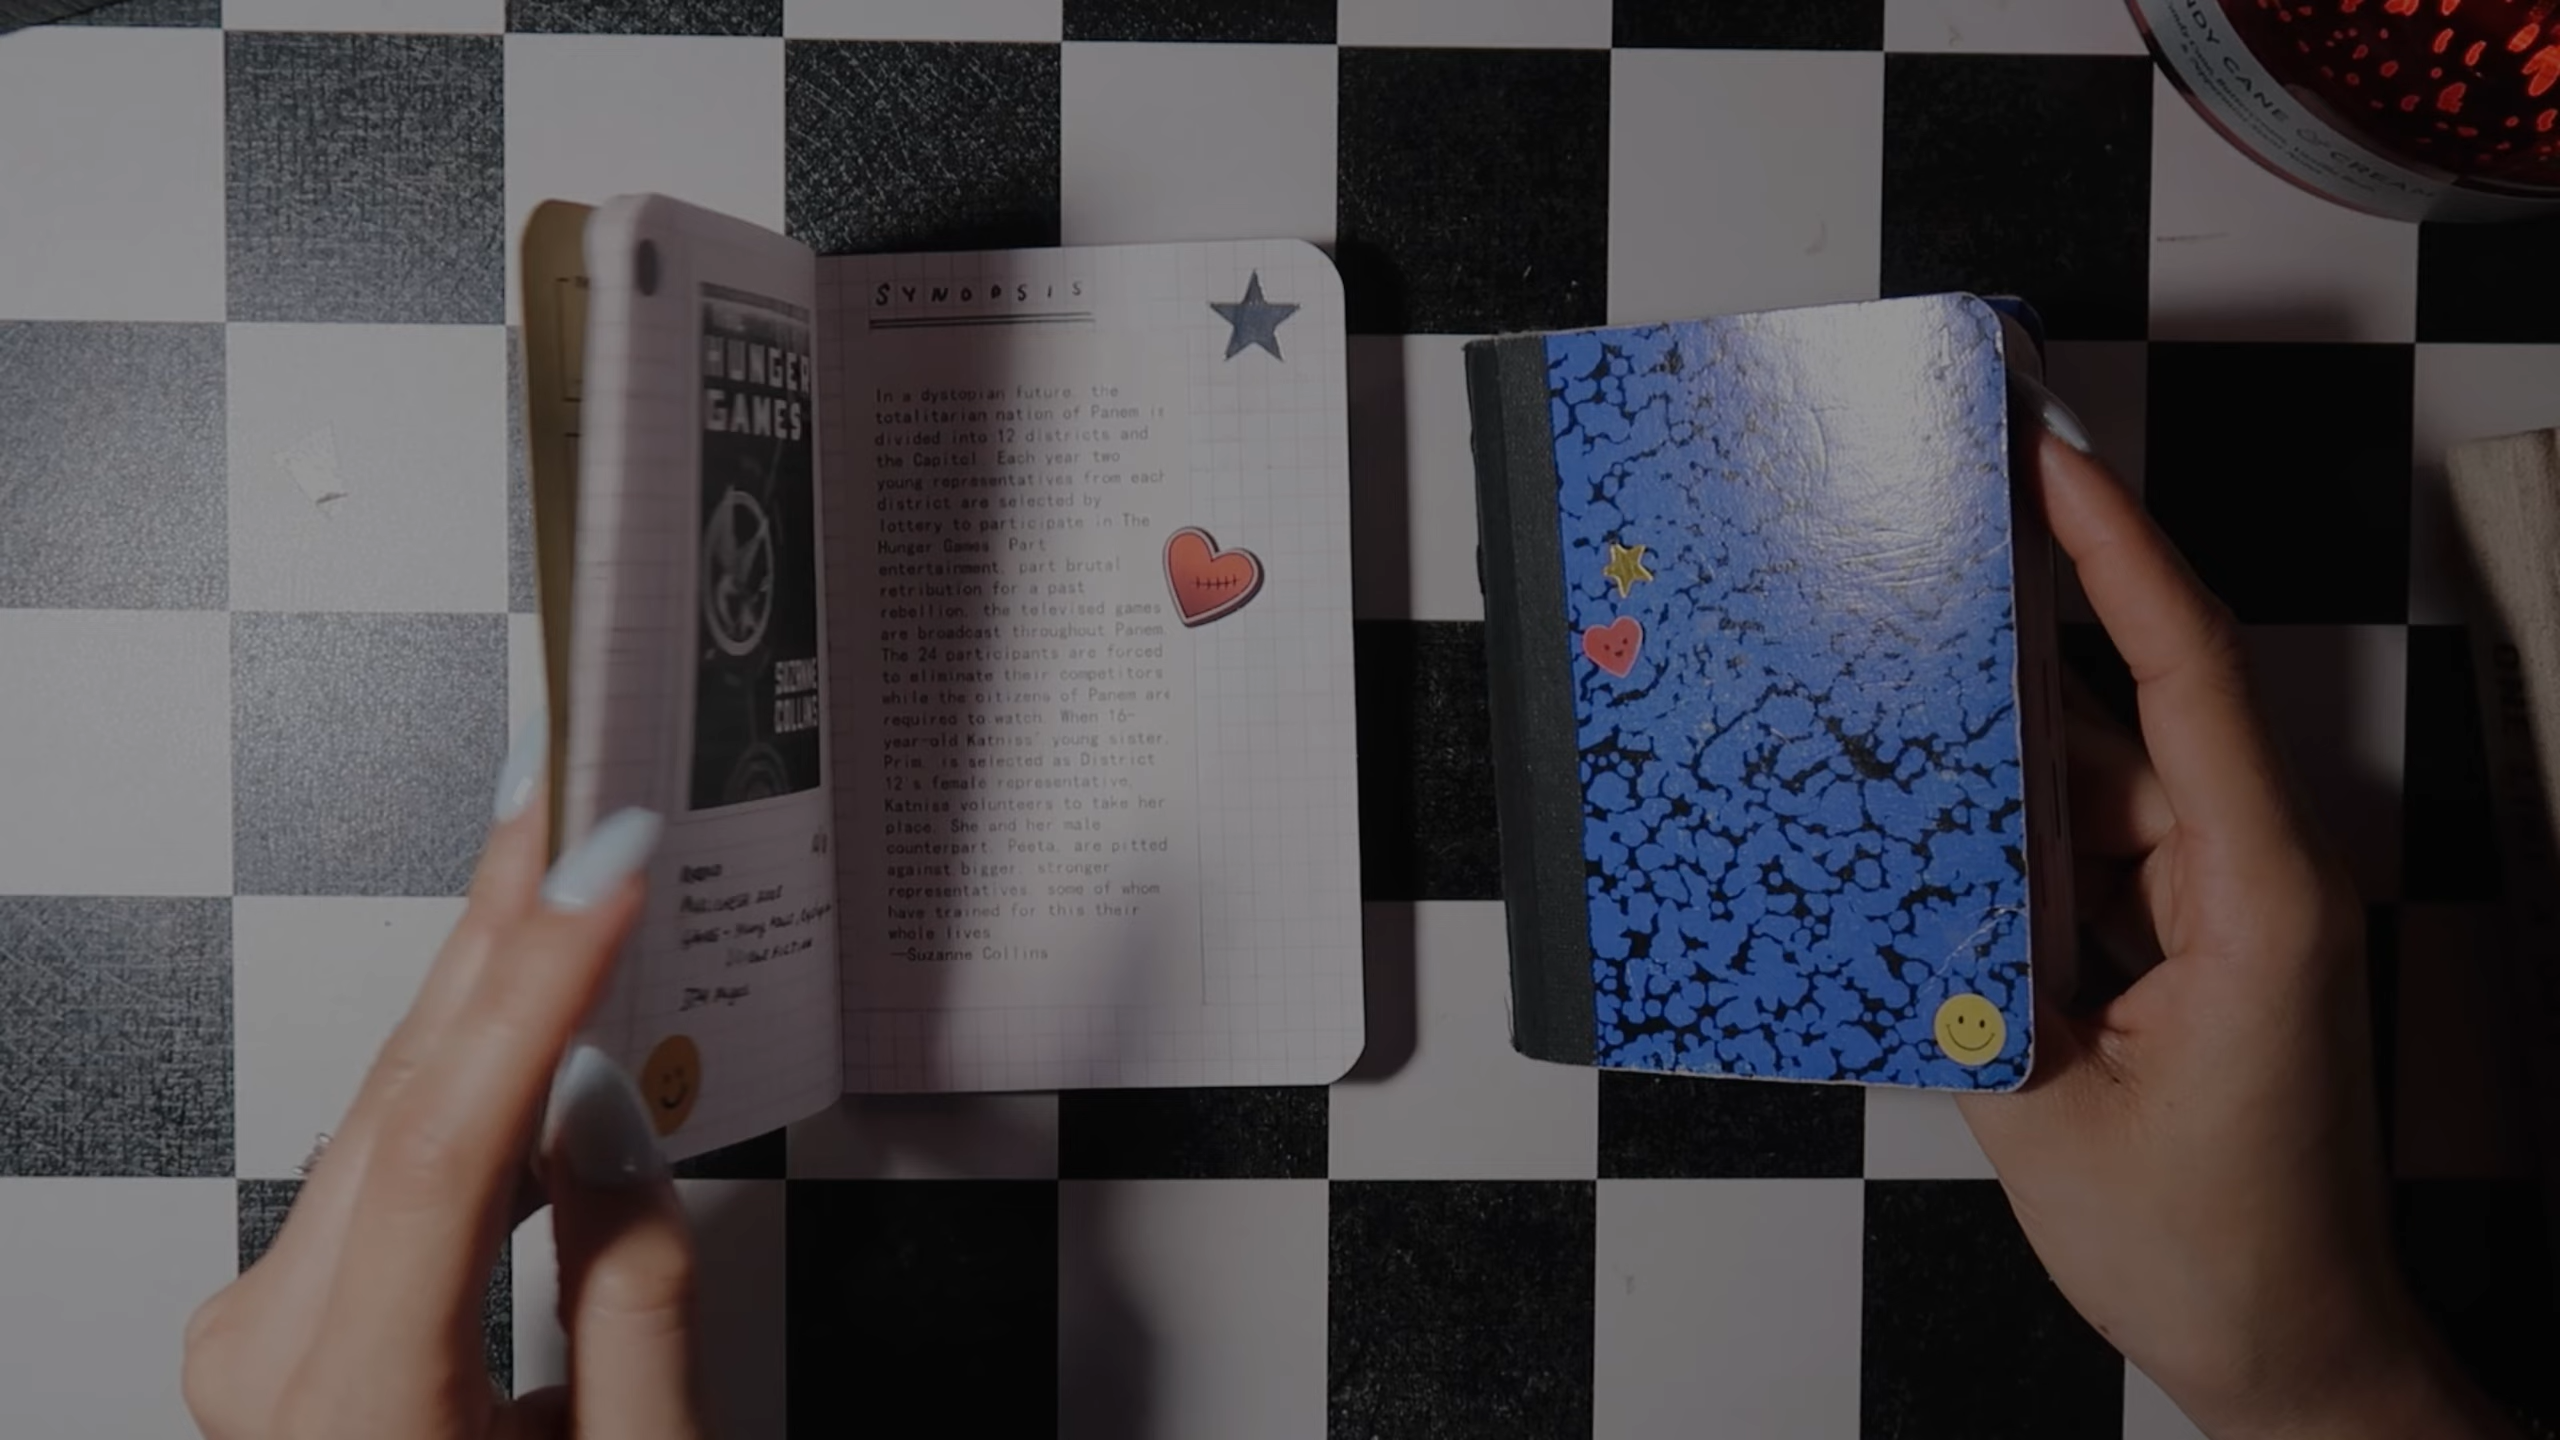 HUNGER
GAMES
SUZANNE
COLLINS
SYNOPSIS
In a dystopian future, the
totalitarian nation of Panem is
divided into 12 districts and
the Capitol. Each year two
young representatives from each
district are selected by
lottery to participate in The
Hunger Games. Part
entertainment, part brutal
retribution for a past
rebellion, the televised games
are broadcast throughout Panem.
The 24 participants are forced
to eliminate their competitors
while the citizens of Panem are
required to watch. When 16-
year-old Katniss' young sister,
Prim, is selected as District
12's female representative,
Katniss volunteers to take her
place. She and her male
counterpart, Peeta, are pitted
against bigger, stronger
representatives, some of whom
have trained for this their
whole lives.
—Suzanne Collins
NDY CANE & CREAM